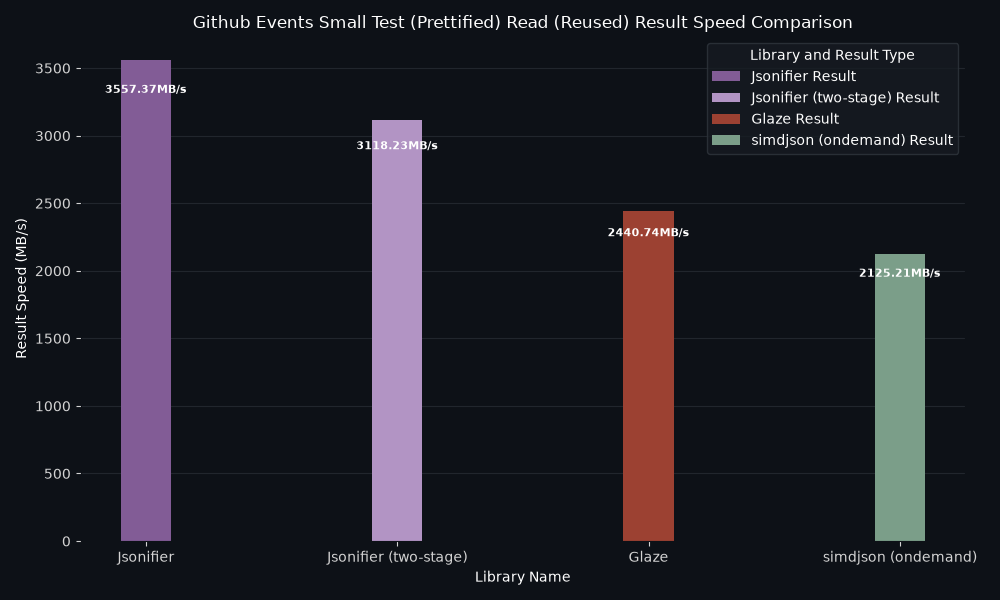 Github Events Small Test (Prettified) Read (Reused) Result Speed Comparison
Library and Result Type
Jsonifier Result
Jsonifier (two-stage) Result
Glaze Result
simdjson (ondemand) Result
Result Speed (MB/s)
3500
3000
2500
2000
1500
1000
500
0
3557.37MB/s
3118.23MB/s
2440.74MB/s
2125.21MB/s
Jsonifier
Jsonifier (two-stage)
Glaze
simdjson (ondemand)
Library Name